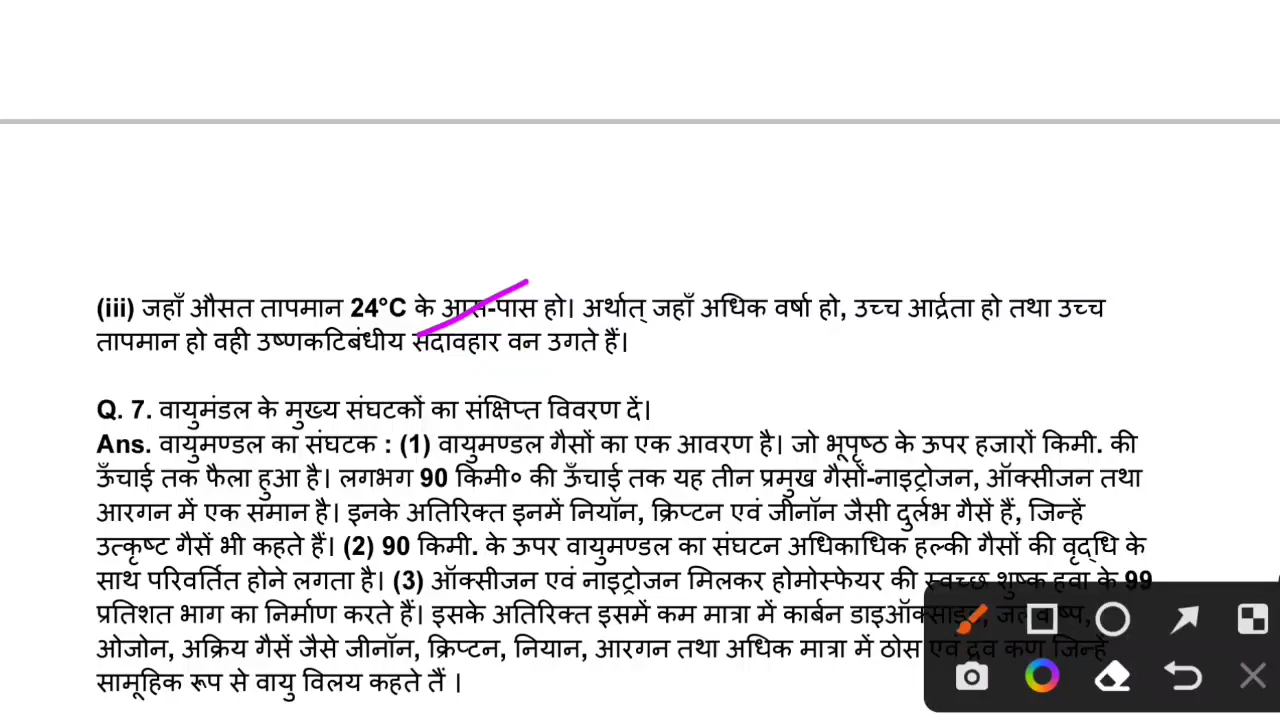 (iii) जहाँ औसत तापमान 24°C के आस-पास हो। अर्थात् जहाँ अधिक वर्षा हो, उच्च आर्द्रता हो तथा उच्च
तापमान हो वही उष्णकटिबंधीय सदावहार वन उगते हैं।
Q. 7. वायुमंडल के मुख्य संघटकों का संक्षिप्त विवरण दें।
Ans. वायुमण्डल का संघटक : (1) वायुमण्डल गैसों का एक आवरण है। जो भूपृष्ठ के ऊपर हजारों किमी. की
ऊँचाई तक फैला हुआ है। लगभग 90 किमी० की ऊँचाई तक यह तीन प्रमुख गैसों-नाइट्रोजन, ऑक्सीजन तथा
आरगन में एक समान है। इनके अतिरिक्त इनमें नियॉन, क्रिप्टन एवं जीनॉन जैसी दुर्लभ गैसें हैं, जिन्हें
उत्कृष्ट गैसें भी कहते हैं। (2) 90 किमी. के ऊपर वायुमण्डल का संघटन अधिकाधिक हल्की गैसों की वृद्धि के
साथ परिवर्तित होने लगता है। (3) ऑक्सीजन एवं नाइट्रोजन मिलकर होमोस्फेयर की स्वच्छ शुष्क हवा के 99
प्रतिशत भाग का निर्माण करते हैं। इसके अतिरिक्त इसमें कम मात्रा में कार्बन डाइऑक्साइड, जलवाष्प,
ओजोन, अक्रिय गैसें जैसे जीनॉन, क्रिप्टन, नियान, आरगन तथा अधिक मात्रा में ठोस एवं द्रव कण जिन्हें
सामूहिक रूप से वायु विलय कहते तैं ।